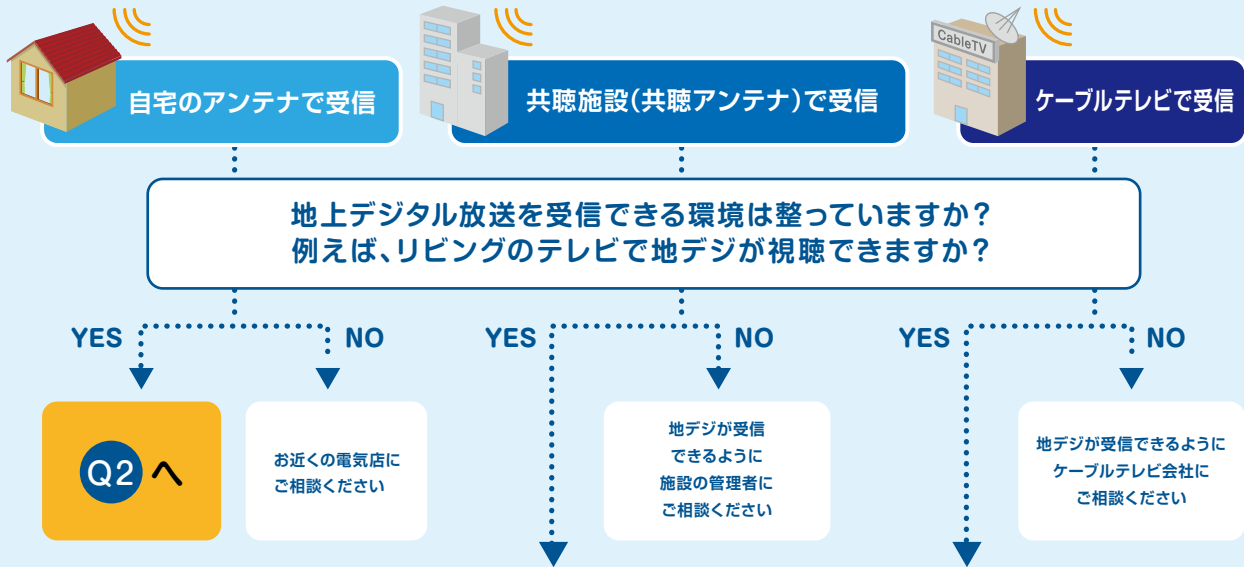 自宅のアンテナで受信
共聴施設(共聴アンテナ)で受信
CableTV
ケーブルテレビで受信
地上デジタル放送を受信できる環境は整っていますか?
例えば、リビングのテレビで地デジが視聴できますか?
YES
NO
YES
NO
YES
NO
Q2へ
お近くの電気店に
ご相談ください
地デジが受信
できるように
施設の管理者に
ご相談ください
地デジが受信できるように
ケーブルテレビ会社に
ご相談ください